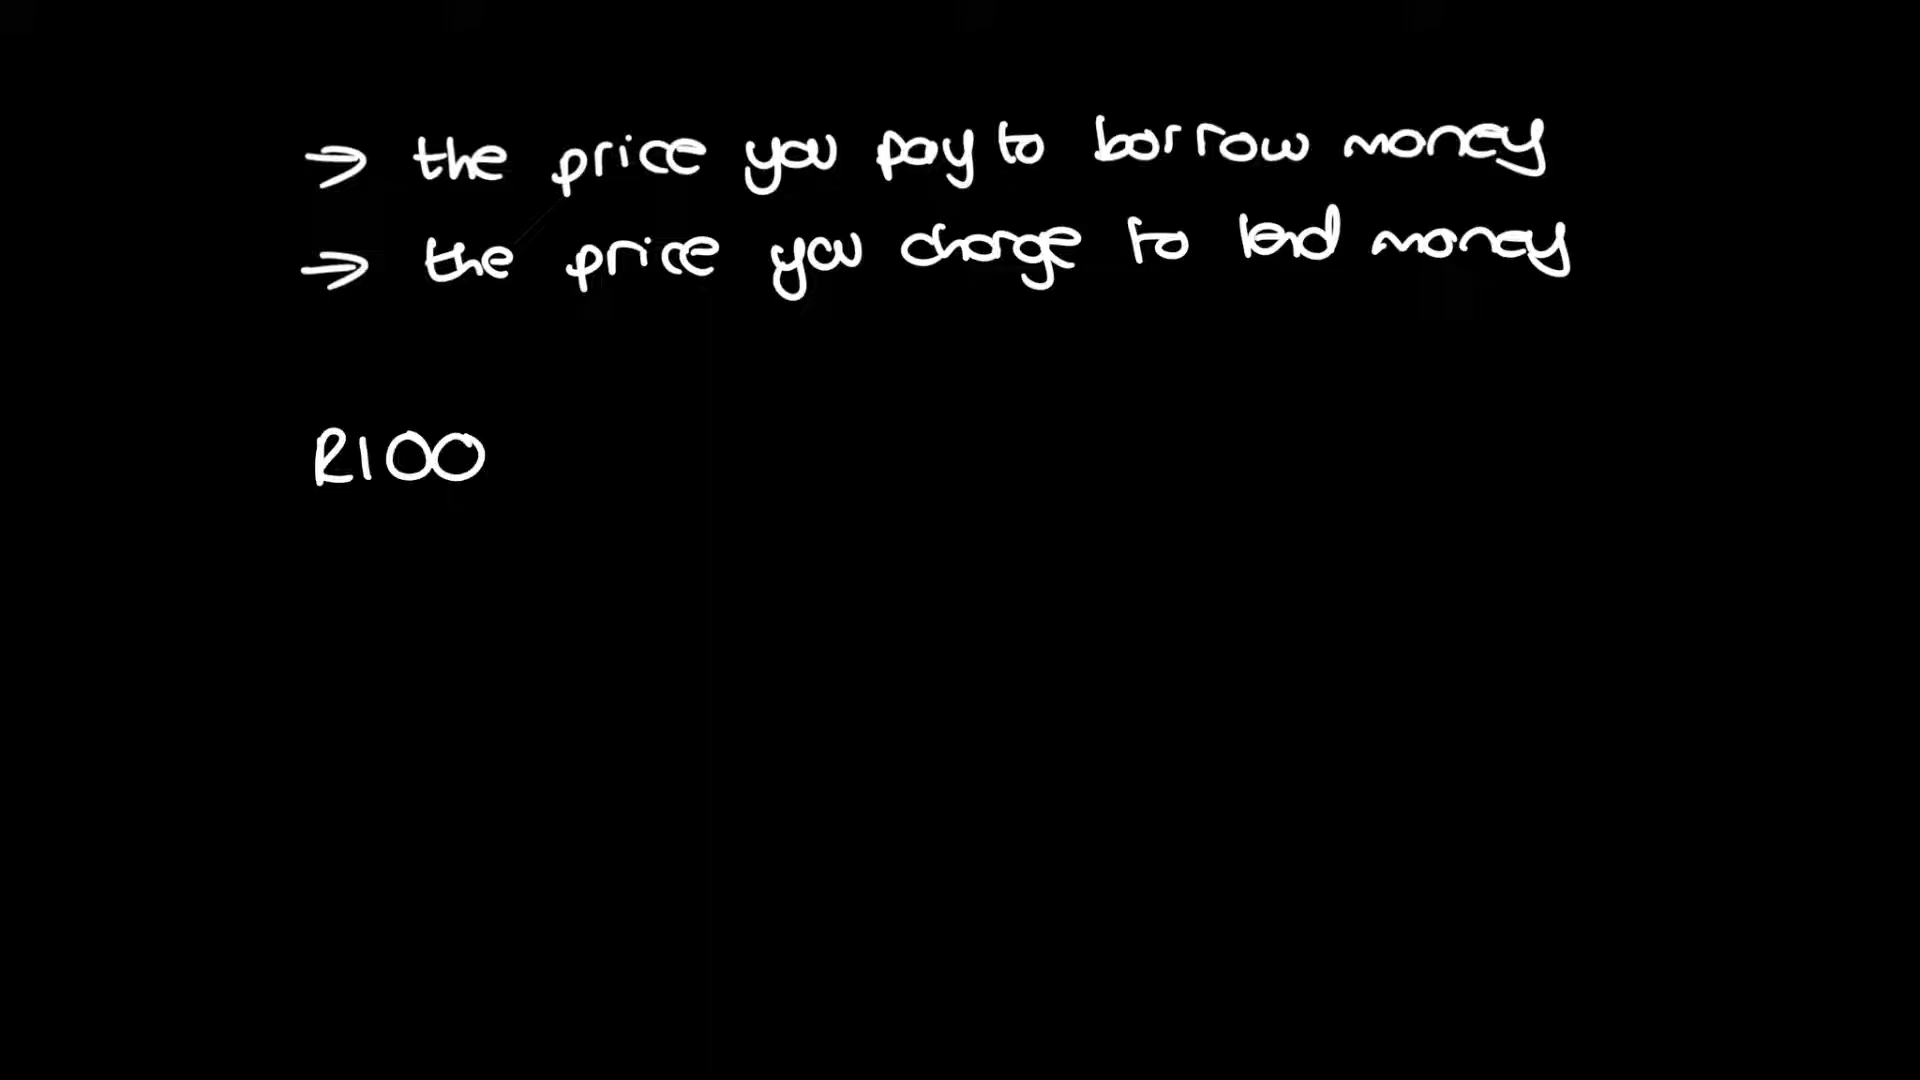 → the price you pay to borrow money
→ the price you charge to lend money
R100